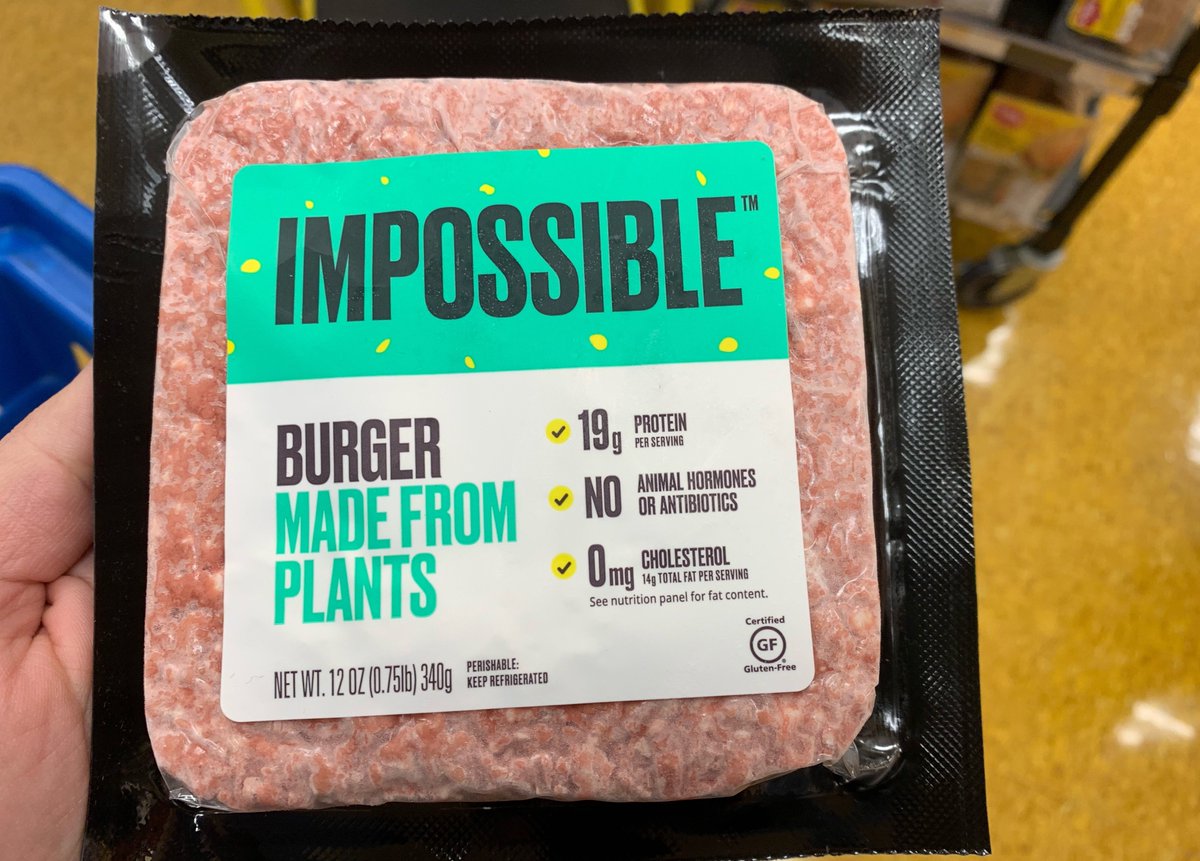 IMPOSSIBLE™
BURGER
MADE FROM
PLANTS
19g PROTEIN
PER SERVING
NO ANIMAL HORMONES
OR ANTIBIOTICS
0mg CHOLESTEROL
14g TOTAL FAT PER SERVING
See nutrition panel for fat content.
NET WT. 12 OZ (0.75lb) 340g
PERISHABLE:
KEEP REFRIGERATED
Certified
GF
Gluten-Free